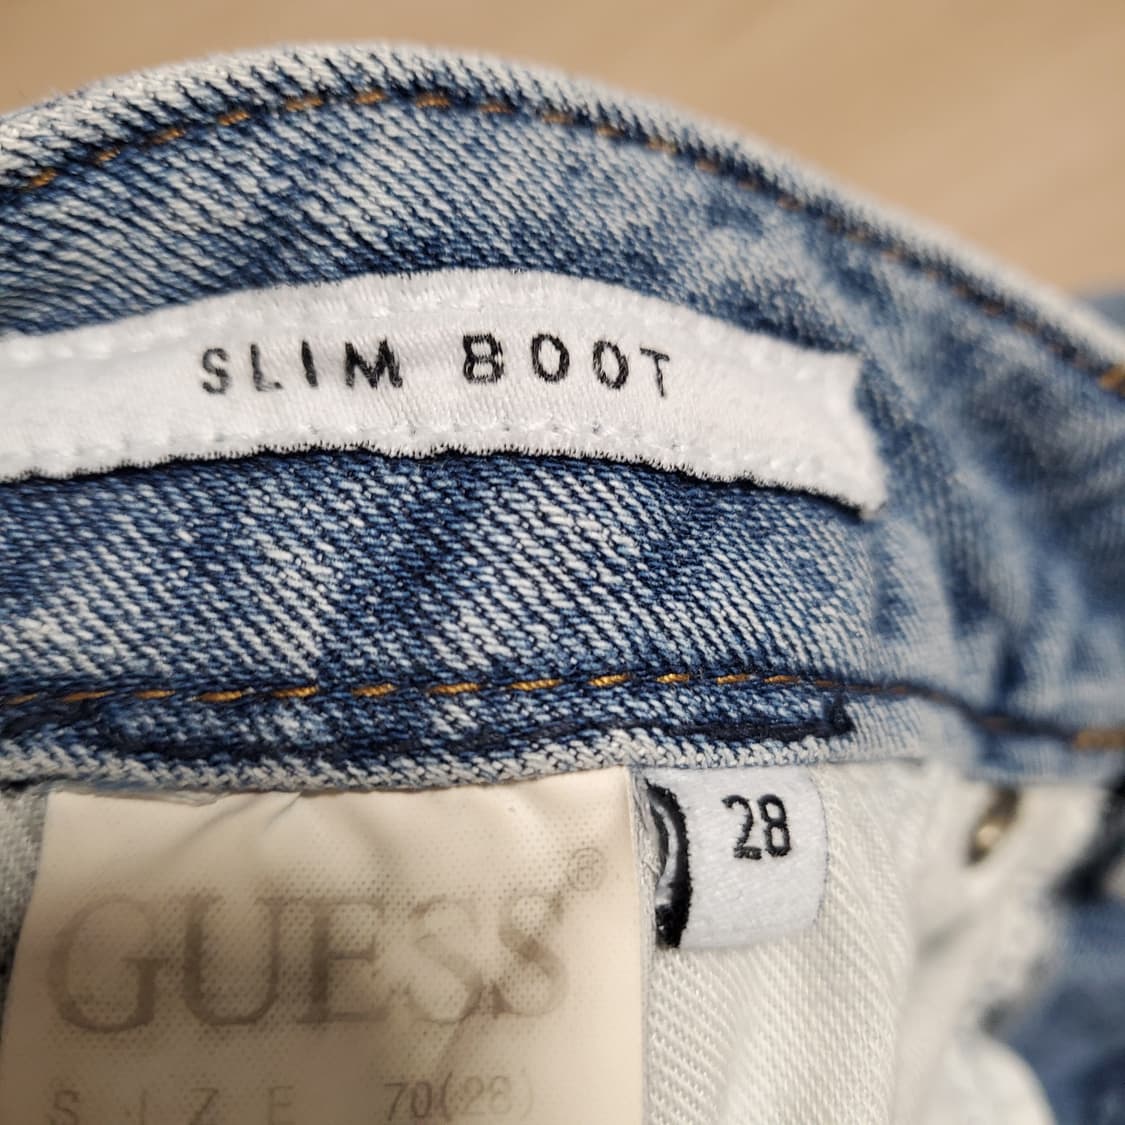 SLIM BOOT
28
GUESS®
SIZE 70(28)